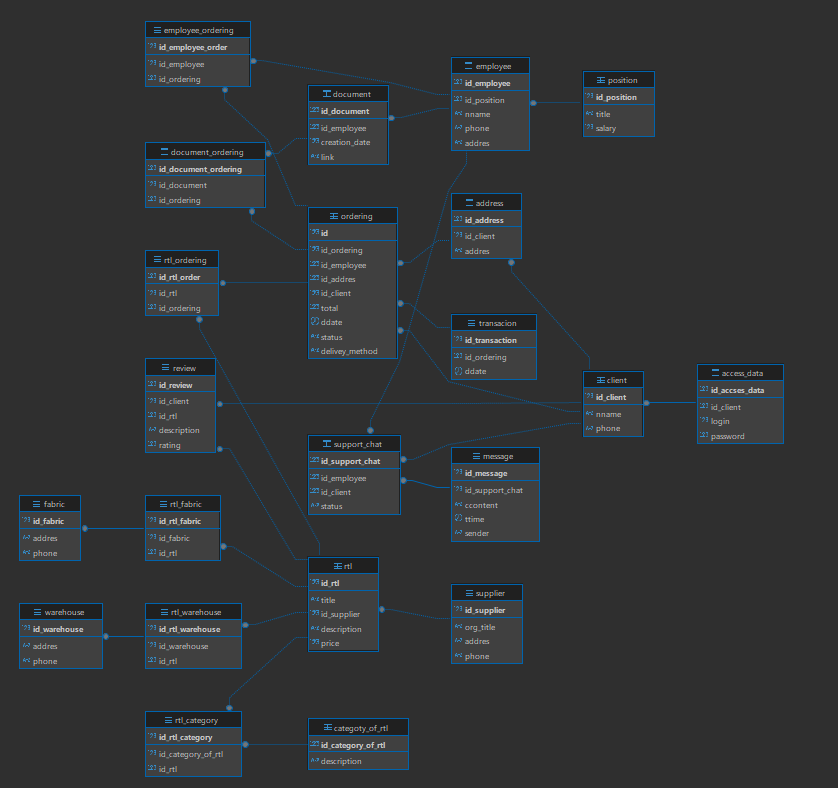 employee_ordering
id_employee_order
id_employee
id_ordering
document
id_document
id_employee
creation_date
link
employee
id_employee
id_position
nname
phone
addres
position
id_position
title
salary
document_ordering
id_document_ordering
id_document
id_ordering
ordering
id
id_ordering
id_employee
id_addres
id_client
total
ddate
status
delivey_method
address
id_address
id_client
addres
rtl_ordering
id_rtl_order
id_rtl
id_ordering
transacion
id_transaction
id_ordering
ddate
review
id_review
id_client
id_rtl
description
rating
client
id_client
nname
phone
access_data
id_accses_data
id_client
login
password
support_chat
id_support_chat
id_employee
id_client
status
message
id_message
id_support_chat
ccontent
ttime
sender
fabric
id_fabric
addres
phone
rtl_fabric
id_rtl_fabric
id_fabric
id_rtl
rtl
id_rtl
title
id_supplier
description
price
supplier
id_supplier
org_title
addres
phone
warehouse
id_warehouse
addres
phone
rtl_warehouse
id_rtl_warehouse
id_warehouse
id_rtl
rtl_category
id_rtl_category
id_category_of_rtl
id_rtl
categoty_of_rtl
id_category_of_rtl
description